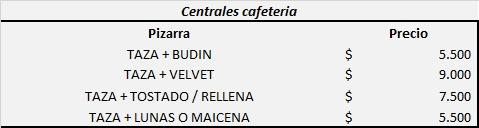 Centrales cafeteria
Pizarra Precio
TAZA + BUDIN $ 5.500
TAZA + VELVET $ 9.000
TAZA + TOSTADO / RELLENA $ 7.500
TAZA + LUNAS O MAICENA $ 5.500